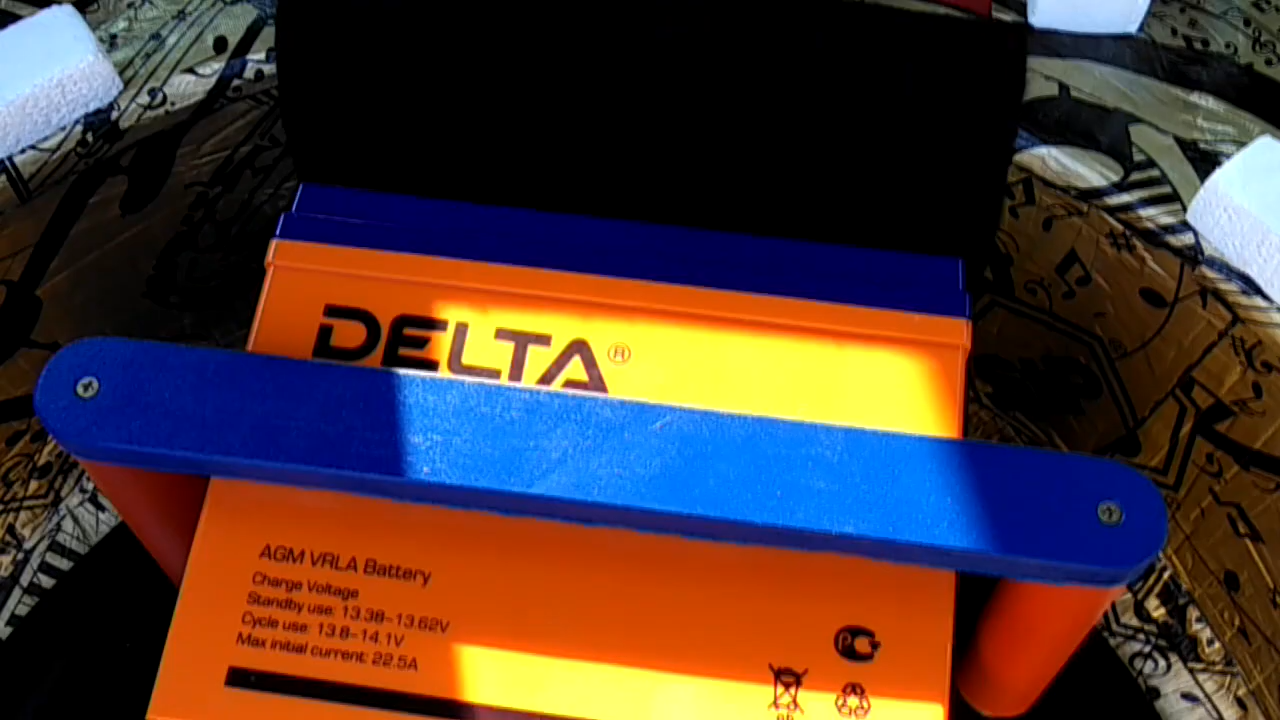 DELTA®
AGM VRLA Battery
Charge Voltage
Standby use: 13.38-13.62V
Cycle use: 13.8-14.1V
Max initial current: 22.5A
Pb